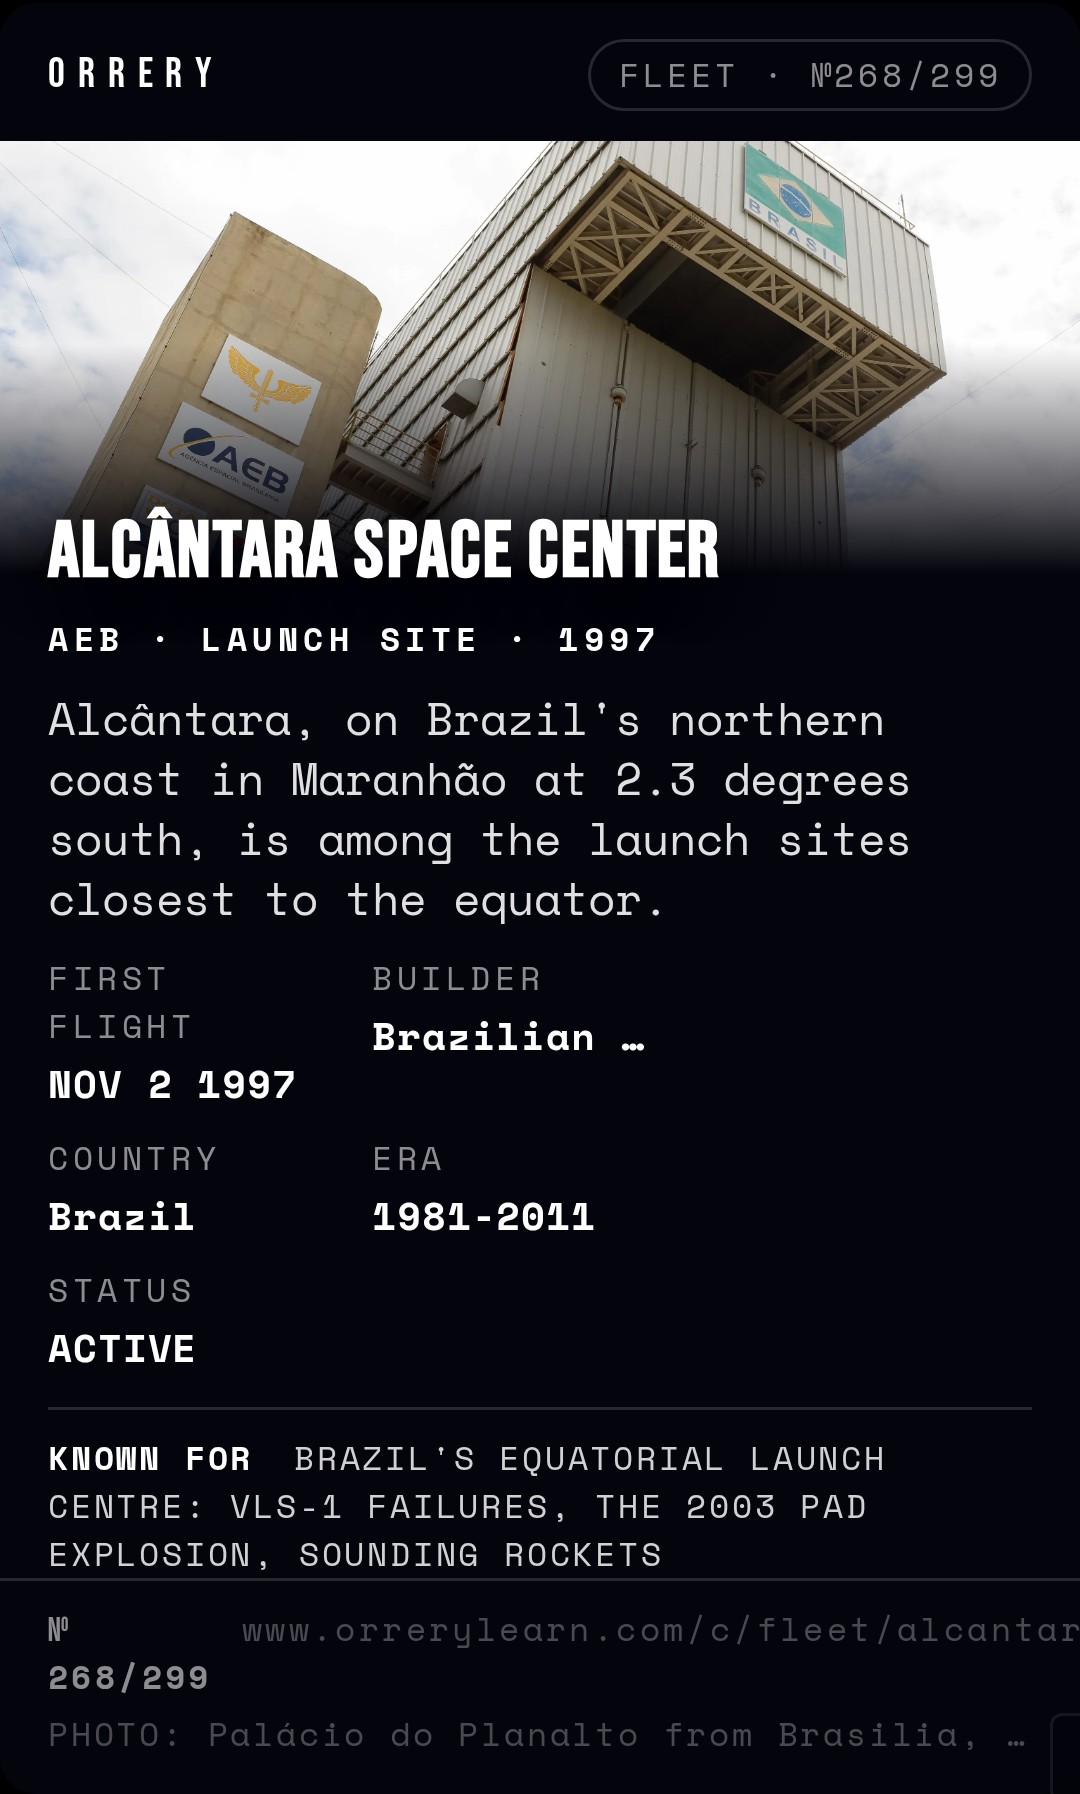 ORRERY
FLEET · №268/299
BRASIL
AEB
AGÊNCIA ESPACIAL BRASILEIRA
ALCÂNTARA SPACE CENTER
AEB · LAUNCH SITE · 1997
Alcântara, on Brazil's northern
coast in Maranhão at 2.3 degrees
south, is among the launch sites
closest to the equator.
FIRST
FLIGHT
NOV 2 1997
BUILDER
Brazilian …
COUNTRY
Brazil
ERA
1981-2011
STATUS
ACTIVE
KNOWN FOR BRAZIL'S EQUATORIAL LAUNCH
CENTRE: VLS-1 FAILURES, THE 2003 PAD
EXPLOSION, SOUNDING ROCKETS
№
268/299
www.orrerylearn.com/c/fleet/alcantar
PHOTO: Palácio do Planalto from Brasilia, …